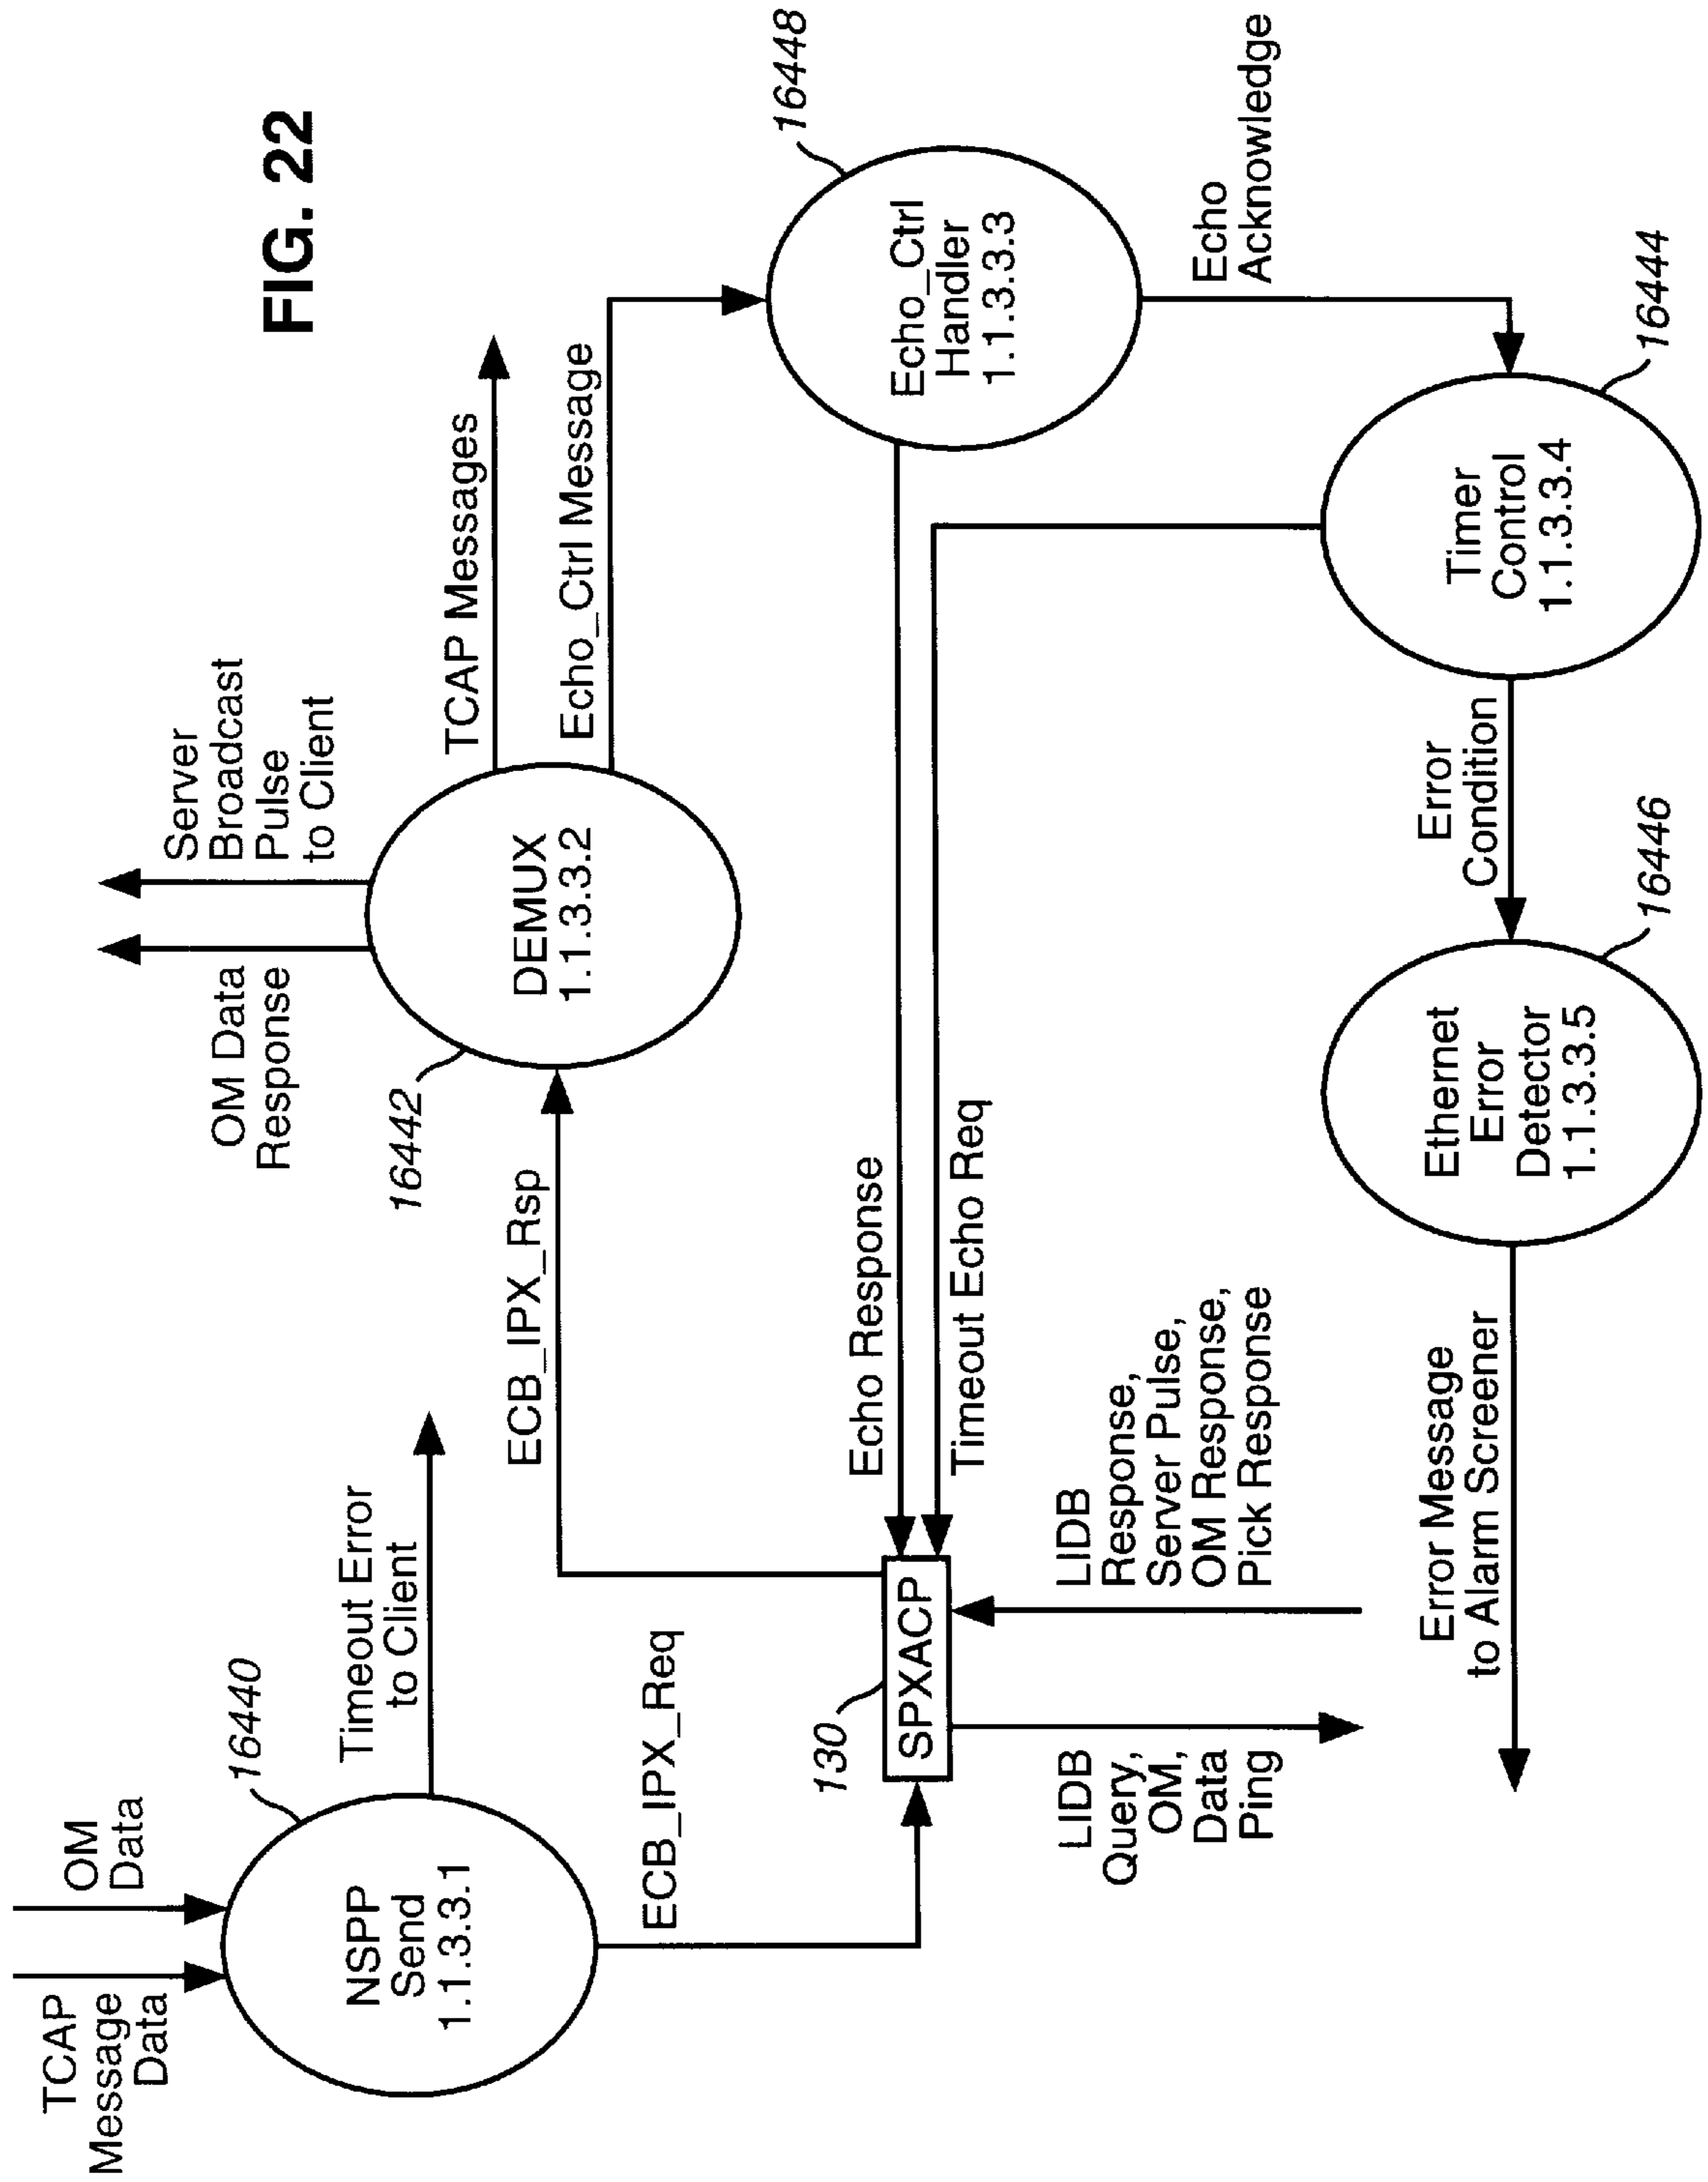 FIG. 22
TCAP
Message
Data
OM
Data
16440
NSPP
Send
1.1.3.3.1
Timeout Error
to Client
ECB_IPX_Req
130
SPXACP
LIDB
Query,
OM,
Data
Ping
LIDB
Response,
Server Pulse,
OM Response,
Pick Response
ECB_IPX_Rsp
16442
OM Data
Response
Server
Broadcast
Pulse
to Client
DEMUX
1.1.3.3.2
TCAP Messages
Echo_Ctrl Message
16448
Echo_Ctrl
Handler
1.1.3.3.3
Echo Response
Timeout Echo Req
Echo
Acknowledge
16444
Timer
Control
1.1.3.3.4
Error
Condition
16446
Ethernet
Error
Detector
1.1.3.3.5
Error Message
to Alarm Screener